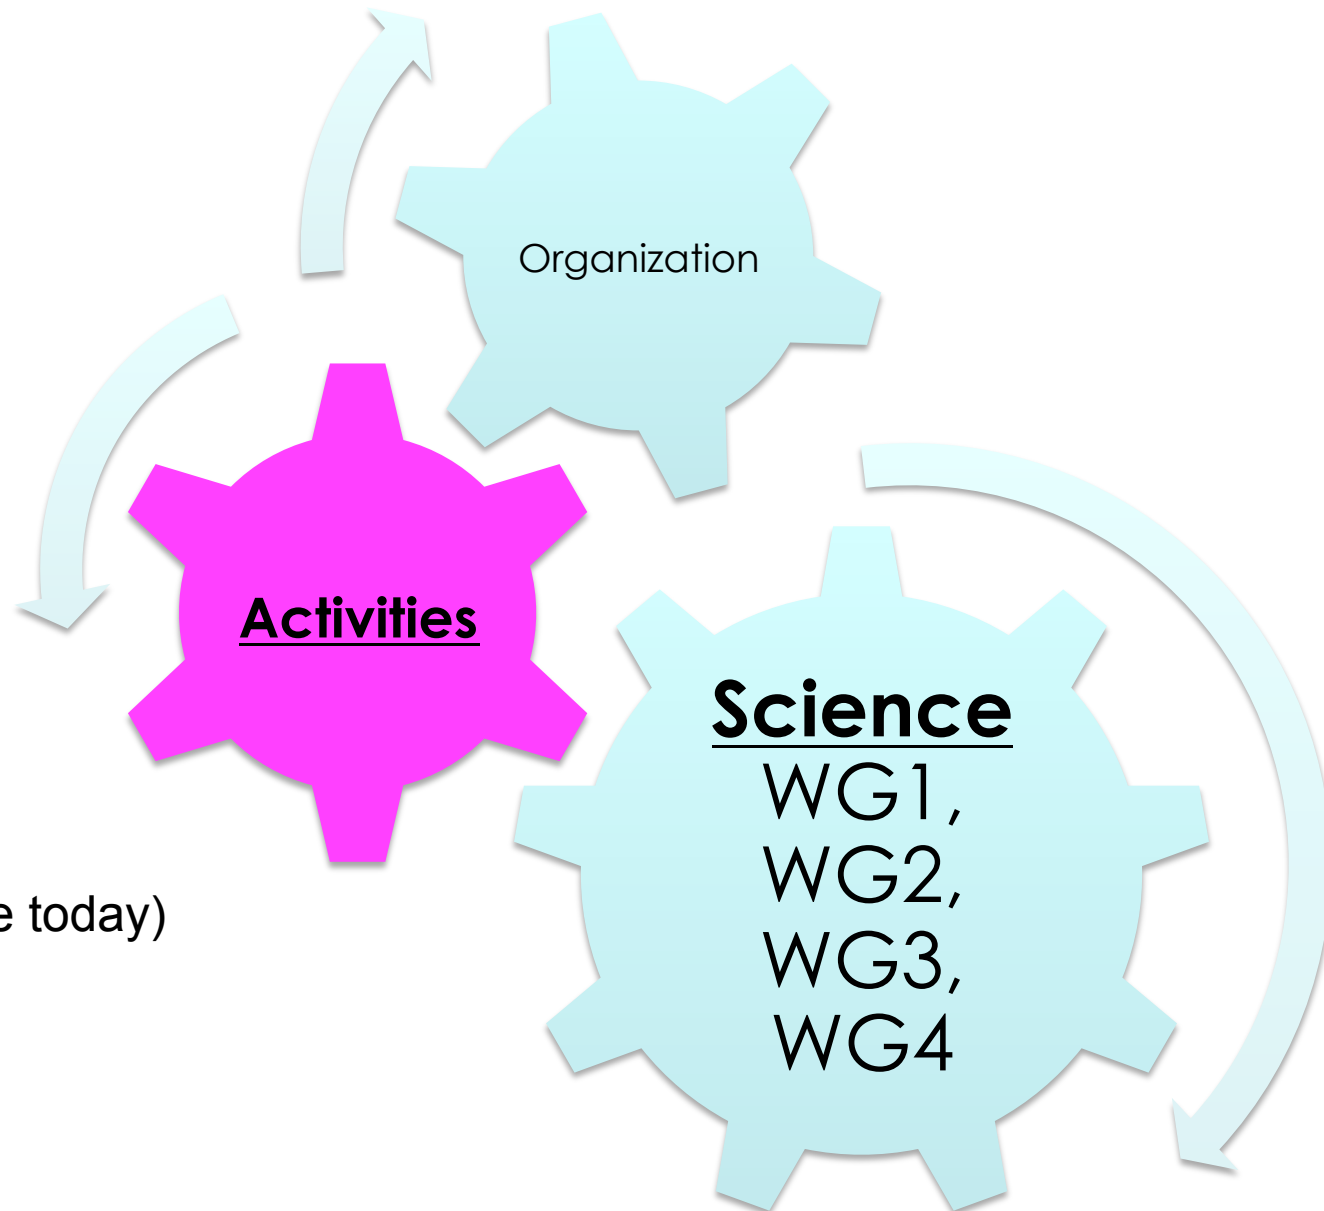 Organization
Activities
Science
WG1,
WG2,
WG3,
WG4
e today)